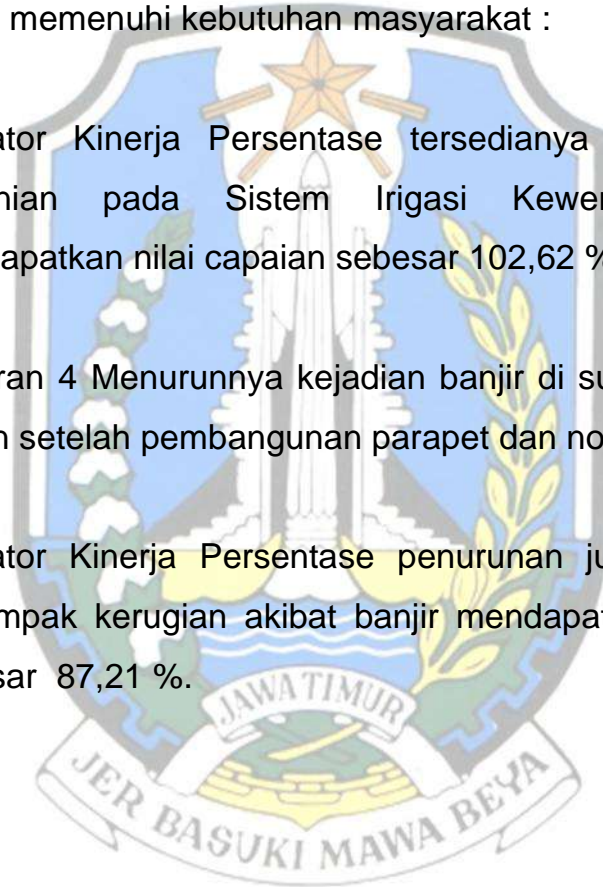 memenuhi kebutuhan masyarakat :
ator Kinerja Persentase tersedianya
nian pada Sistem Irigasi Kewer
apatkan nilai capaian sebesar 102,62 %
ran 4 Menurunnya kejadian banjir di su
n setelah pembangunan parapet dan no
ator Kinerja Persentase penurunan ju
mpak kerugian akibat banjir mendapat
sar 87,21 %.
JAWA TIMUR
JER BASUKI MAWA BEYA